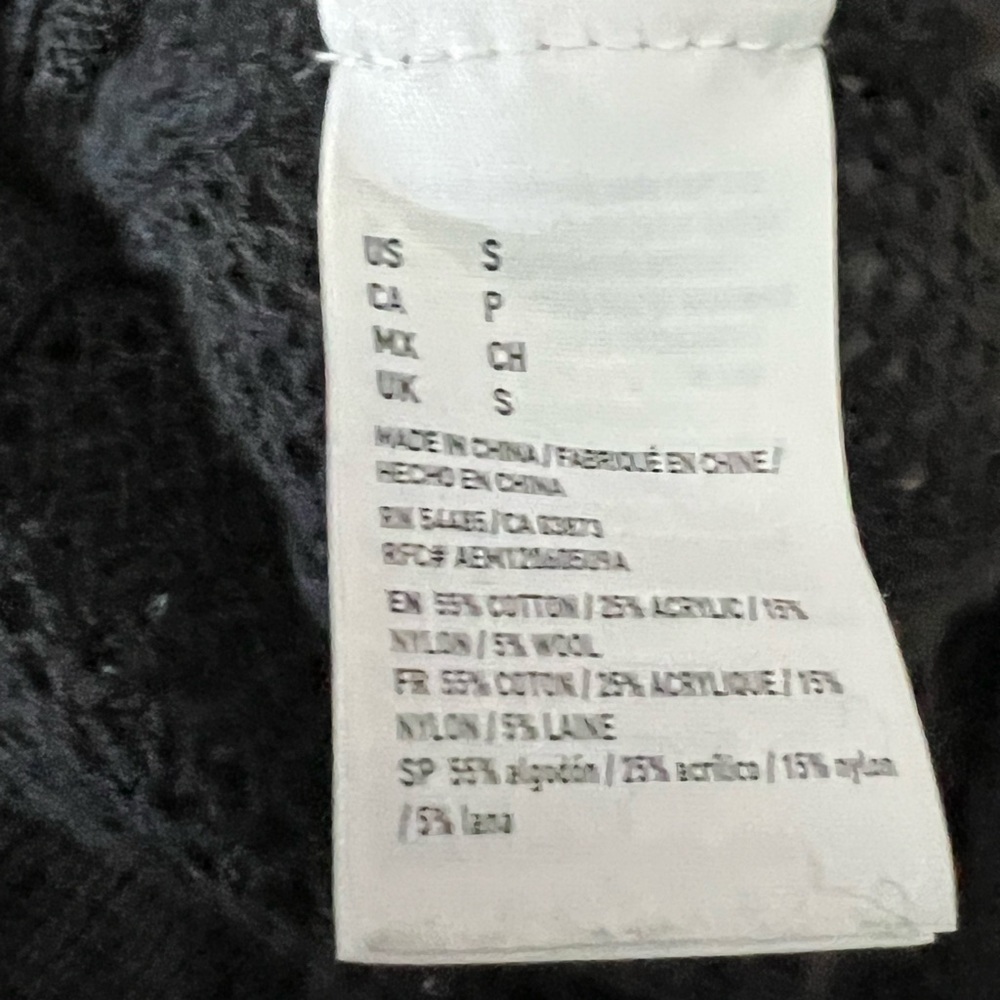 US S
CA P
MX CH
UK S
MADE IN CHINA / FABRIQUÉ EN CHINE /
HECHO EN CHINA
RN 54485 / CA 03873
RFC#
EN 55% COTTON / 25% ACRYLIC / 15%
NYLON / 5% WOOL
FR 55% COTON / 25% ACRYLIQUE / 15%
NYLON / 5% LAINE
SP 55% algodón / 25% acrílico / 15% nylon
/ 5% lana